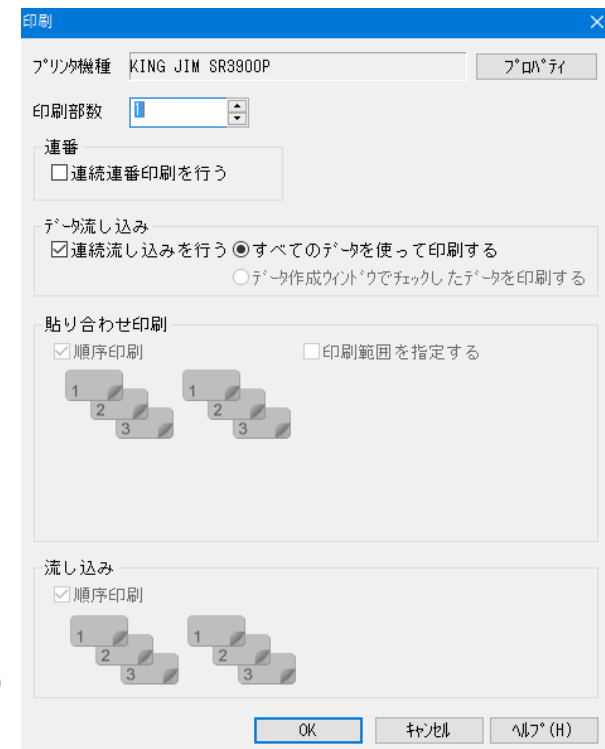 印刷
ﾌﾟﾘﾝﾀ機種 KING JIM SR3900P ﾌﾟﾛﾊﾟﾃｨ
印刷部数 1
連番
連続連番印刷を行う
ﾃﾞｰﾀ流し込み
連続流し込みを行う すべてのﾃﾞｰﾀを使って印刷する
ﾃﾞｰﾀ作成ｳｨﾝﾄﾞｳでﾁｪｯｸしたﾃﾞｰﾀを印刷する
貼り合わせ印刷
順序印刷 印刷範囲を指定する
1 2 3 1 2 3
流し込み
順序印刷
1 2 3 1 2 3
OK ｷｬﾝｾﾙ ﾍﾙﾌﾟ(H)